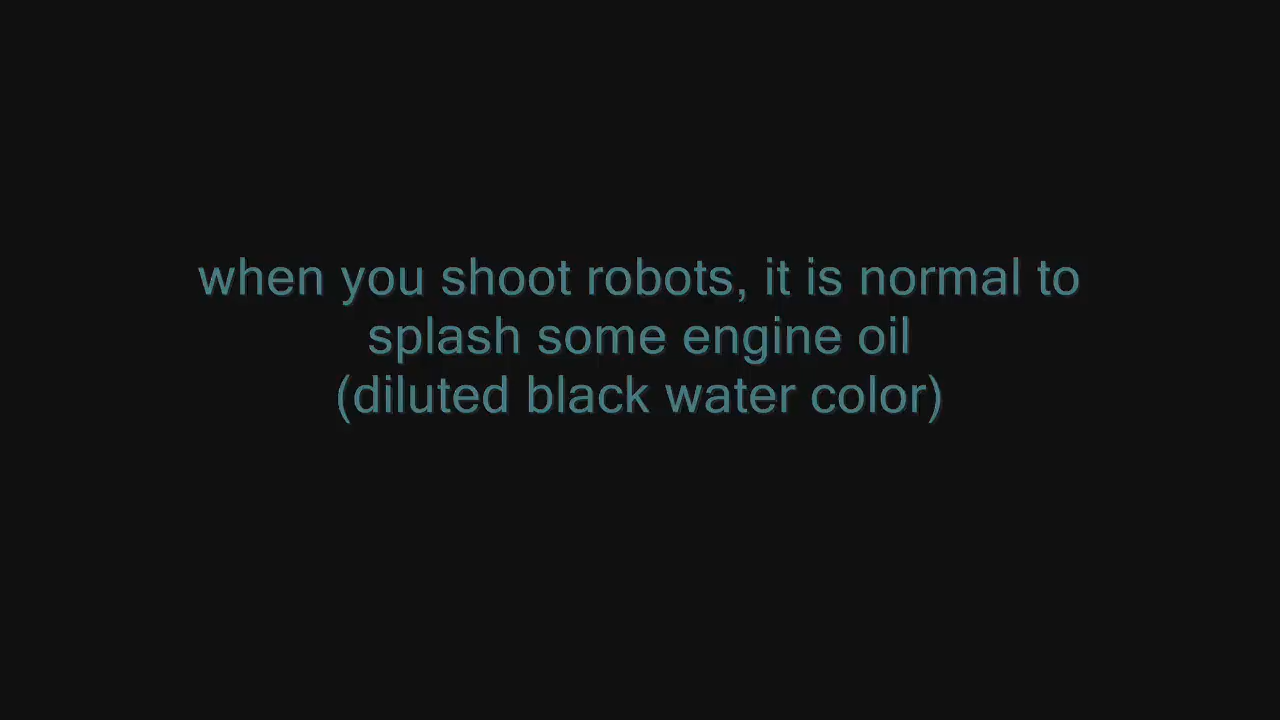 when you shoot robots, it is normal to
splash some engine oil
(diluted black water color)